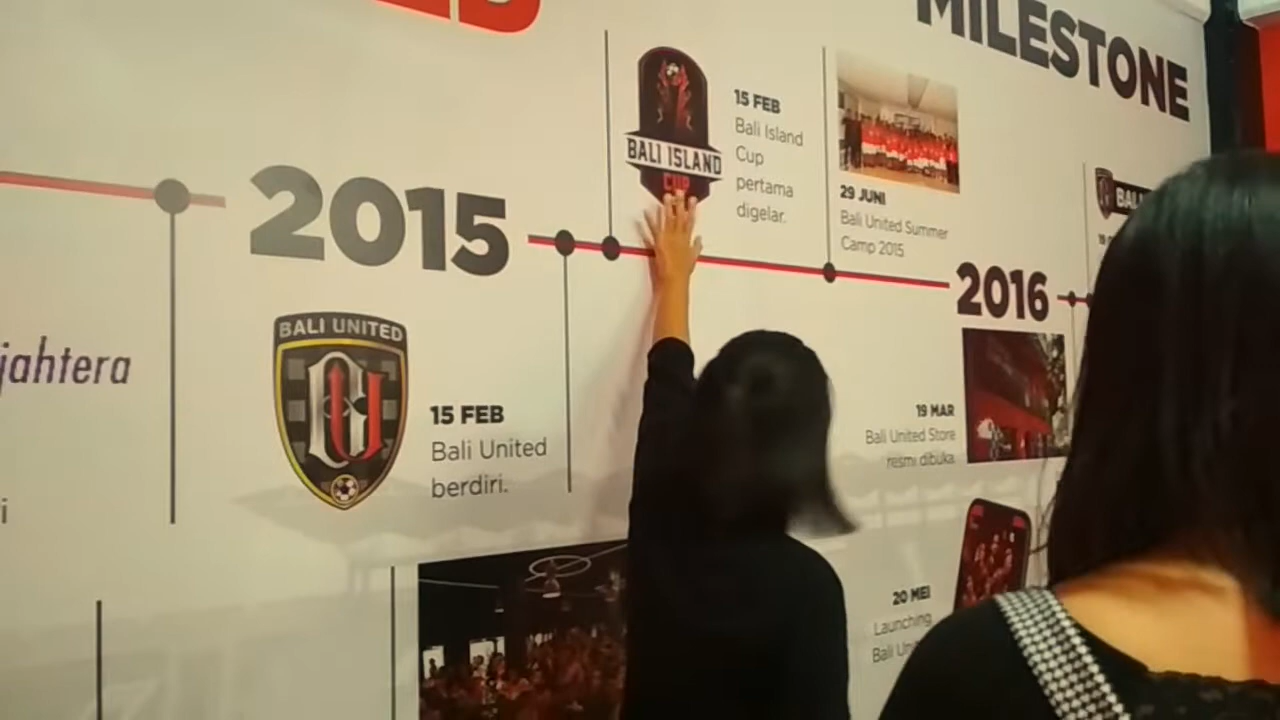 MILESTONE
2015
BALI UNITED
15 FEB
Bali United
berdiri.
BALI ISLAND
CUP
15 FEB
Bali Island
Cup
pertama
digelar.
29 JUNI
Bali United Summer
Camp 2015
2016
19 MAR
Bali United Store
resmi dibuka
20 MEI
Launching
jahtera